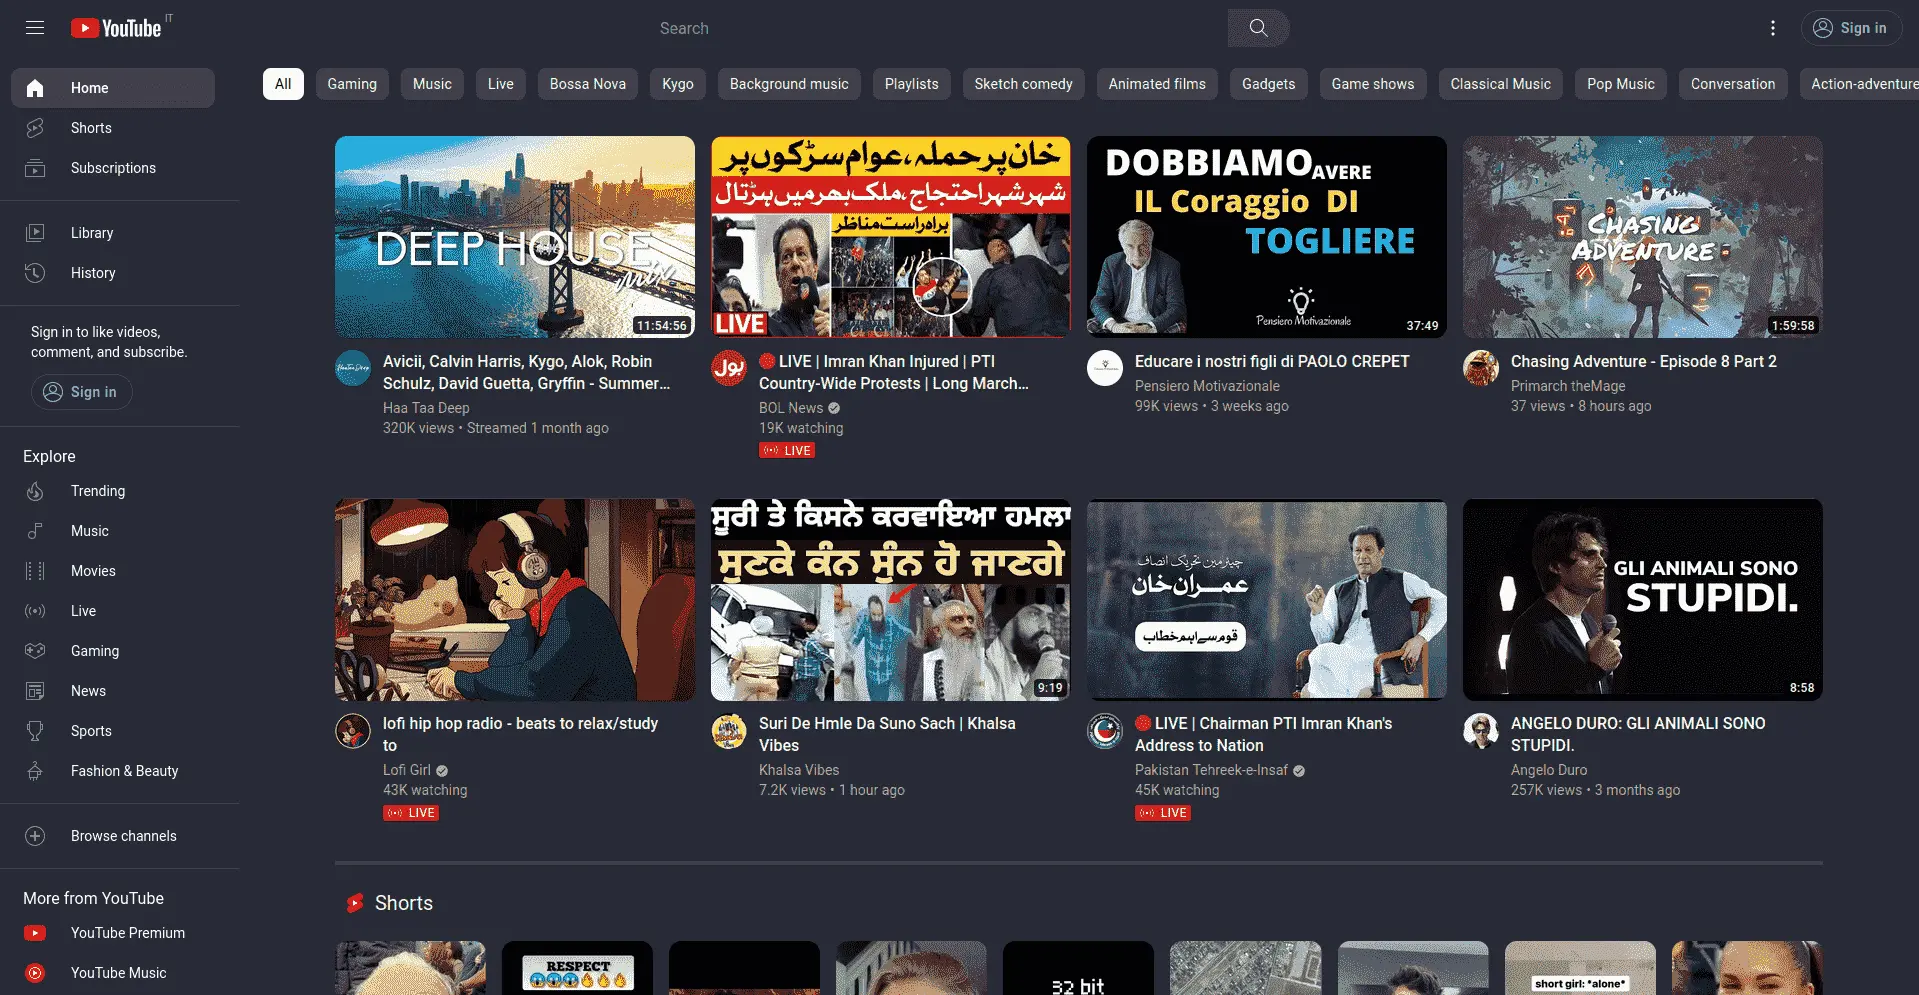 YouTube IT
Search
Sign in
Home
Shorts
Subscriptions
Library
History
Sign in to like videos,
comment, and subscribe.
Sign in
Explore
Trending
Music
Movies
Live
Gaming
News
Sports
Fashion & Beauty
Browse channels
More from YouTube
YouTube Premium
YouTube Music
All Gaming Music Live Bossa Nova Kygo Background music Playlists Sketch comedy Animated films Gadgets Game shows Classical Music Pop Music Conversation Action-adventure
DEEP HOUSE
mix
11:54:56
Avicii, Calvin Harris, Kygo, Alok, Robin
Schulz, David Guetta, Gryffin - Summer...
Haa Taa Deep
320K views • Streamed 1 month ago
خان پر حملہ، عوام سڑکوں پر
شہر شہر احتجاج، ملک بھر میں ہڑتال
براہ راست مناظر
LIVE
بول
LIVE | Imran Khan Injured | PTI
Country-Wide Protests | Long March...
BOL News
19K watching
LIVE
DOBBIAMO AVERE
IL Coraggio DI
TOGLIERE
Pensiero Motivazionale
37:49
Educare i nostri figli di PAOLO CREPET
Pensiero Motivazionale
99K views • 3 weeks ago
CHASING
ADVENTURE
1:59:58
Chasing Adventure - Episode 8 Part 2
Primarch theMage
37 views • 8 hours ago
lofi hip hop radio - beats to relax/study
to
Lofi Girl
43K watching
LIVE
ਸੂਰੀ ਤੇ ਕਿਸਨੇ ਕਰਵਾਇਆ ਹਮਲਾ
ਸੁਣਕੇ ਕੰਨ ਸੁੰਨ ਹੋ ਜਾਣਗੇ
9:19
Suri De Hmle Da Suno Sach | Khalsa
Vibes
Khalsa Vibes
7.2K views • 1 hour ago
چیئرمین تحریک انصاف
عمران خان
قوم سے اہم خطاب
LIVE | Chairman PTI Imran Khan's
Address to Nation
Pakistan Tehreek-e-Insaf
45K watching
LIVE
GLI ANIMALI SONO
STUPIDI.
8:58
ANGELO DURO: GLI ANIMALI SONO
STUPIDI.
Angelo Duro
257K views • 3 months ago
Shorts
RESPECT
😱😱😱🔥🔥🔥
32 bit
short girl: *alone*